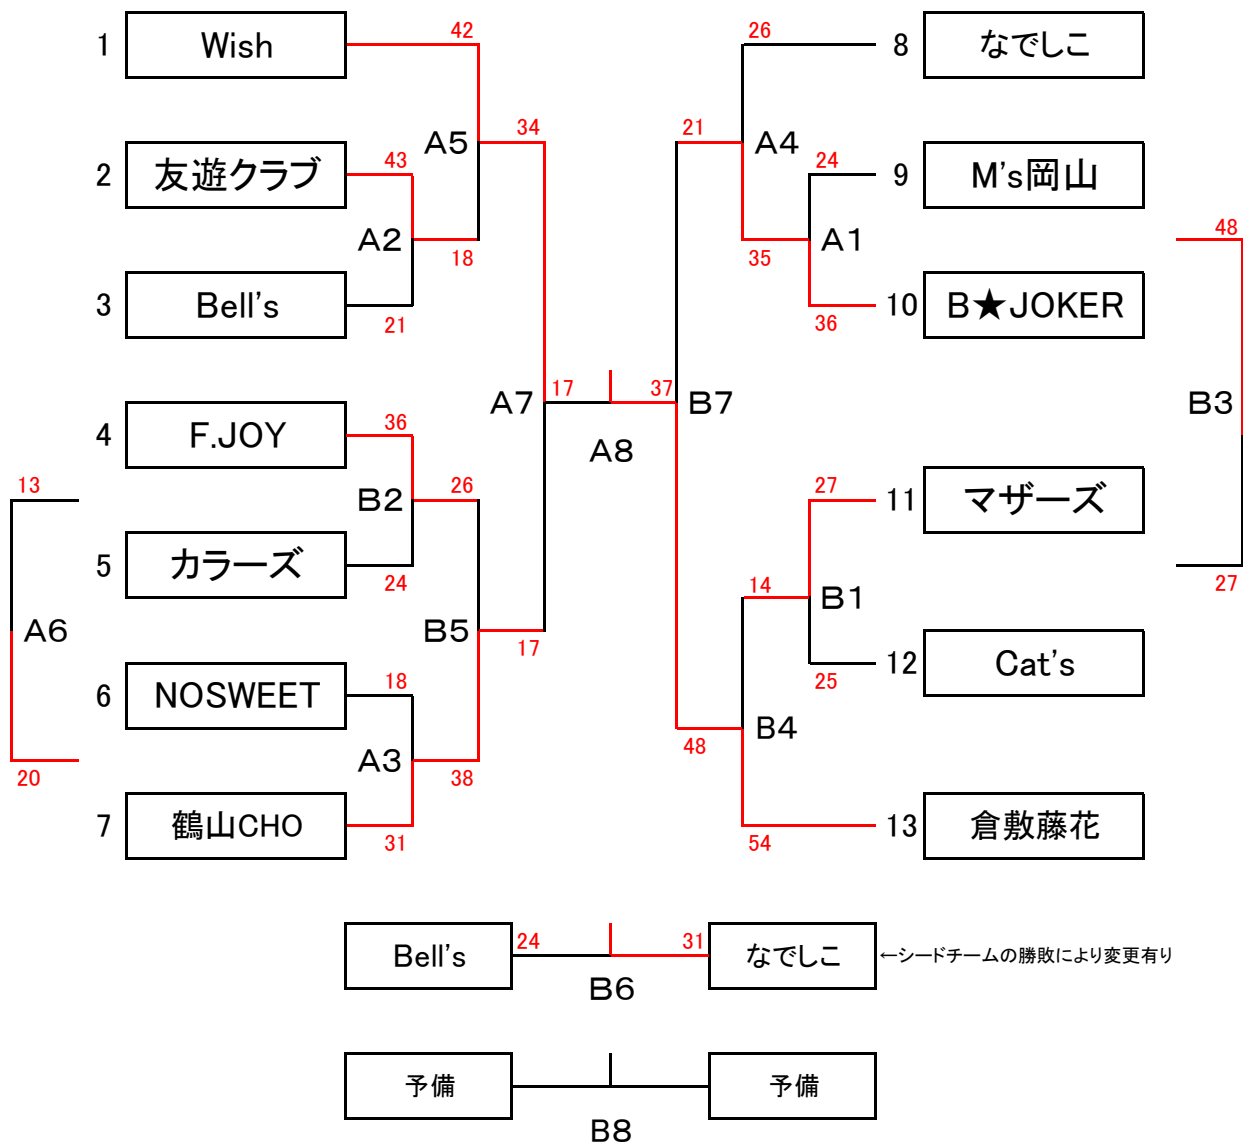 42
26
1
Wish
8
なでしこ
A5
34
21
A4
43
24
2
友遊クラブ
9
M's岡山
A2
A1
48
18
35
3
Bell's
10
B★JOKER
21
36
17
37
A7
B7
B3
4
F.JOY
36
A8
13
B2
26
27
11
マザーズ
5
カラーズ
24
14
27
A6
B5
B1
17
6
NOSWEET
18
12
Cat's
25
A3
48
B4
20
38
7
鶴山CHO
31
54
13
倉敷藤花
Bell's
24
31
なでしこ
←シードチームの勝敗により変更有り
B6
予備
予備
B8